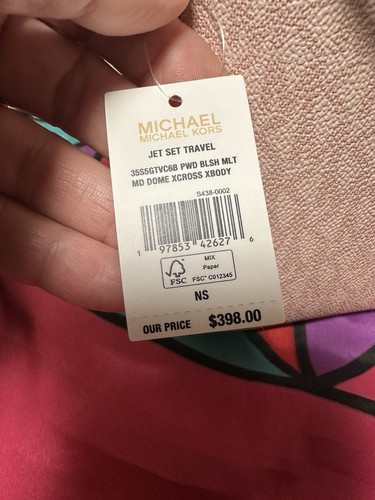 MICHAEL
MICHAEL KORS
JET SET TRAVEL
35S5GTVC6B PWD BLSH MLT
MD DOME XCROSS XBODY
S438-0002
1 97853 42627 6
MIX
Paper
FSC® C012345
FSC
NS
OUR PRICE $398.00